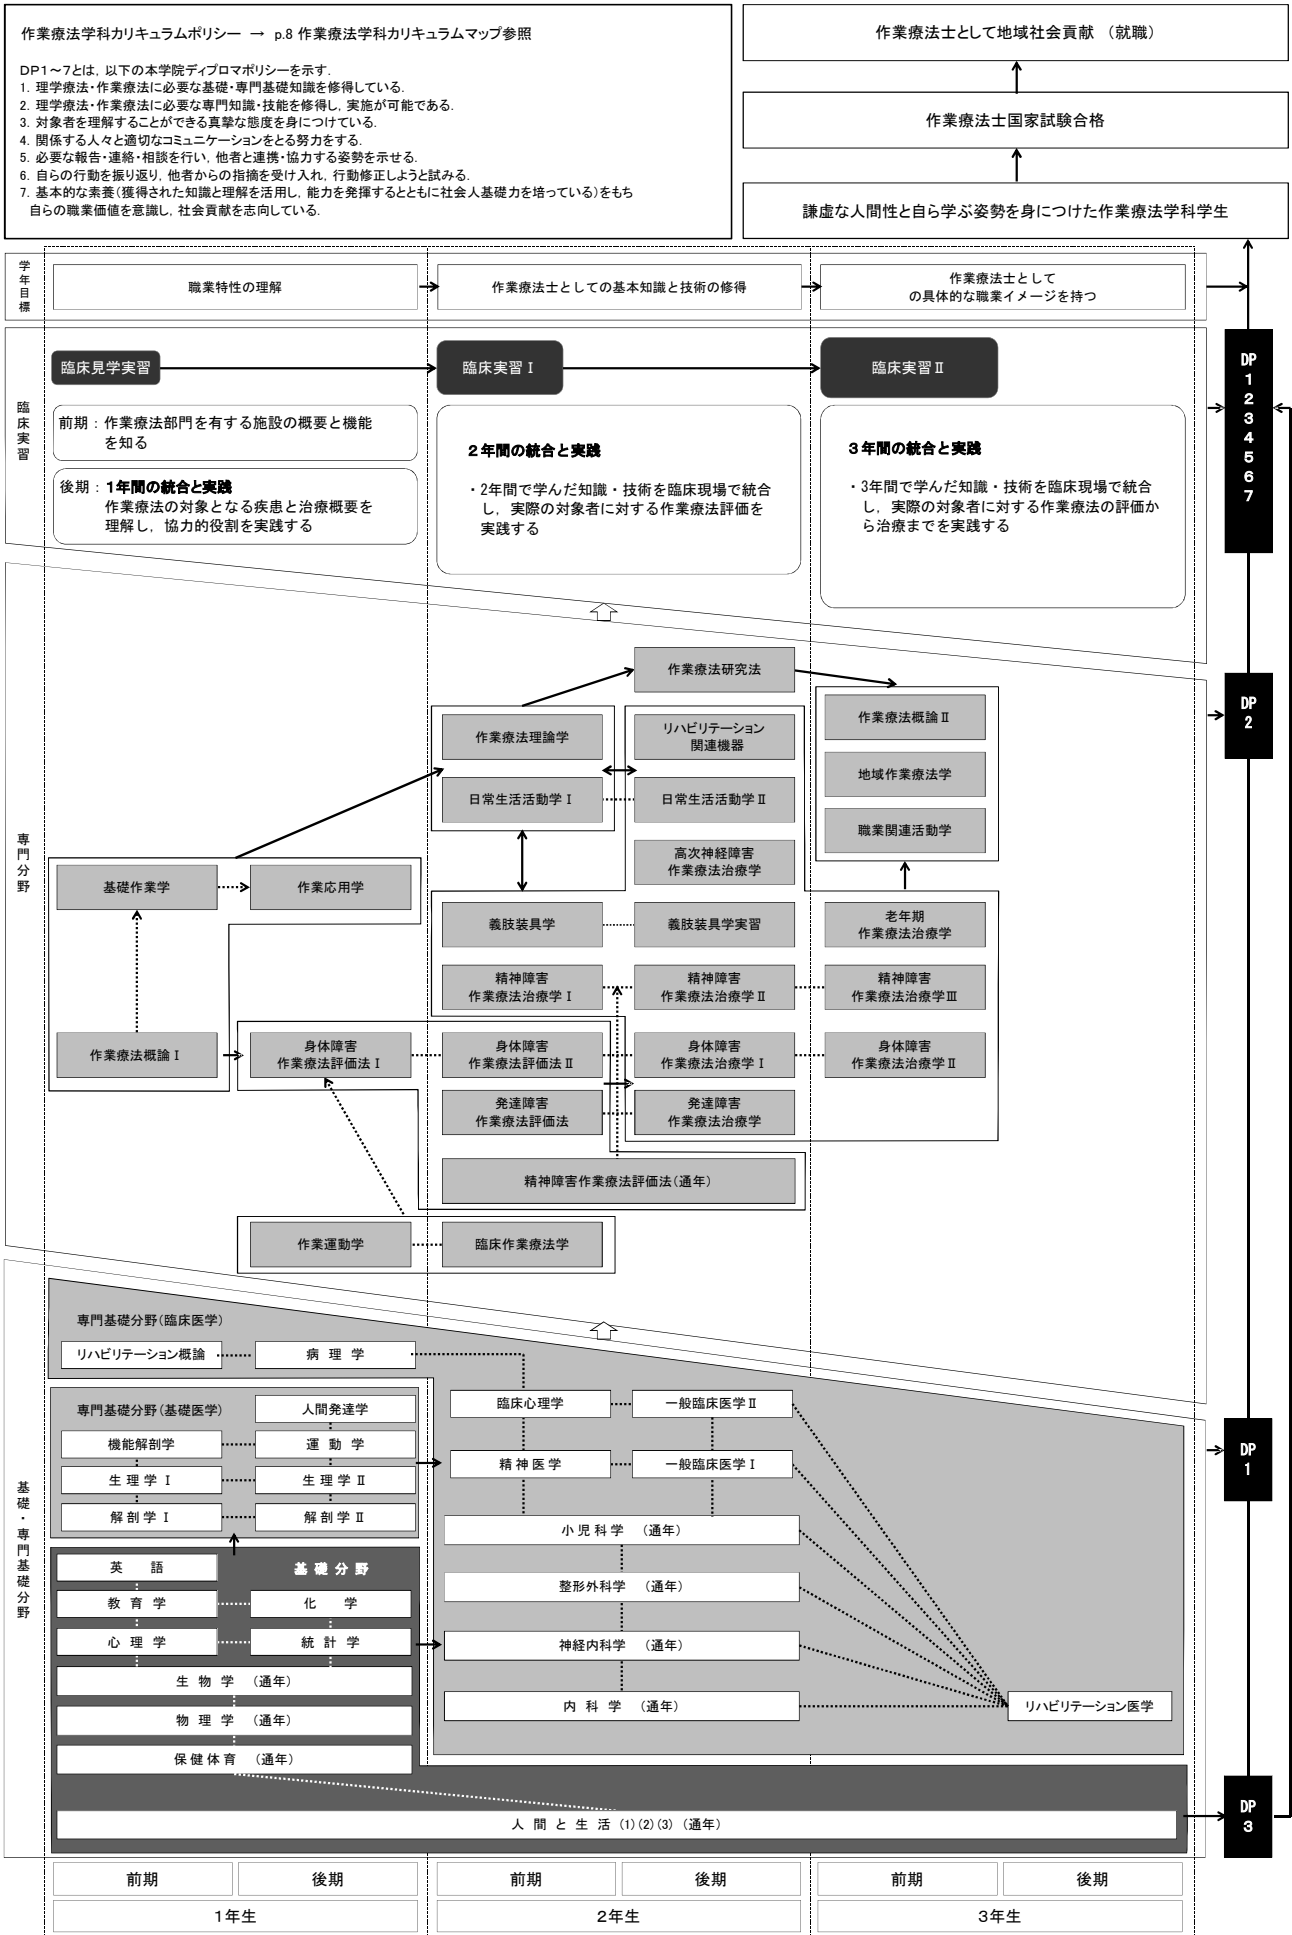 作業療法学科カリキュラムポリシー → p.8 作業療法学科カリキュラムマップ参照
DP1～7とは，以下の本学院ディプロマポリシーを示す．
1. 理学療法・作業療法に必要な基礎・専門基礎知識を修得している．
2. 理学療法・作業療法に必要な専門知識・技能を修得し，実施が可能である．
3. 対象者を理解することができる真摯な態度を身につけている．
4. 関係する人々と適切なコミュニケーションをとる努力をする．
5. 必要な報告・連絡・相談を行い，他者と連携・協力する姿勢を示せる．
6. 自らの行動を振り返り，他者からの指摘を受け入れ，行動修正しようと試みる．
7. 基本的な素養（獲得された知識と理解を活用し，能力を発揮するとともに社会人基礎力を培っている）をもち
自らの職業価値を意識し，社会貢献を志向している．
作業療法士として地域社会貢献 （就職）
作業療法士国家試験合格
謙虚な人間性と自ら学ぶ姿勢を身につけた作業療法学科学生
学年目標
職業特性の理解
作業療法士としての基本知識と技術の修得
作業療法士として
の具体的な職業イメージを持つ
臨床実習
臨床見学実習
臨床実習Ⅰ
臨床実習Ⅱ
前期：作業療法部門を有する施設の概要と機能
を知る
後期：1年間の統合と実践
作業療法の対象となる疾患と治療概要を
理解し，協力的役割を実践する
2年間の統合と実践
・2年間で学んだ知識・技術を臨床現場で統合
し，実際の対象者に対する作業療法評価を
実践する
3年間の統合と実践
・3年間で学んだ知識・技術を臨床現場で統合
し，実際の対象者に対する作業療法の評価か
ら治療までを実践する
DP
1
2
3
4
5
6
7
専門分野
作業療法研究法
作業療法理論学
リハビリテーション
関連機器
作業療法概論Ⅱ
DP
2
日常生活活動学Ⅰ
日常生活活動学Ⅱ
地域作業療法学
高次神経障害
作業療法治療学
職業関連活動学
基礎作業学
作業応用学
義肢装具学
義肢装具学実習
老年期
作業療法治療学
精神障害
作業療法治療学Ⅰ
精神障害
作業療法治療学Ⅱ
精神障害
作業療法治療学Ⅲ
作業療法概論Ⅰ
身体障害
作業療法評価法Ⅰ
身体障害
作業療法評価法Ⅱ
身体障害
作業療法治療学Ⅰ
身体障害
作業療法治療学Ⅱ
発達障害
作業療法評価法
発達障害
作業療法治療学
精神障害作業療法評価法（通年）
作業運動学
臨床作業療法学
基礎・専門基礎分野
専門基礎分野（臨床医学）
リハビリテーション概論
病 理 学
専門基礎分野（基礎医学）
人間発達学
機能解剖学
運 動 学
生 理 学 Ⅰ
生 理 学 Ⅱ
解 剖 学 Ⅰ
解 剖 学 Ⅱ
臨床心理学
一般臨床医学Ⅱ
精 神 医 学
一般臨床医学Ⅰ
小 児 科 学 （通年）
整形外科学 （通年）
神経内科学 （通年）
内 科 学 （通年）
リハビリテーション医学
DP
1
英 語
基 礎 分 野
教 育 学
化 学
心 理 学
統 計 学
生 物 学 （通年）
物 理 学 （通年）
保 健 体 育 （通年）
人 間 と 生 活 (1)(2)(3) （通年）
DP
3
前期
後期
前期
後期
前期
後期
1年生
2年生
3年生